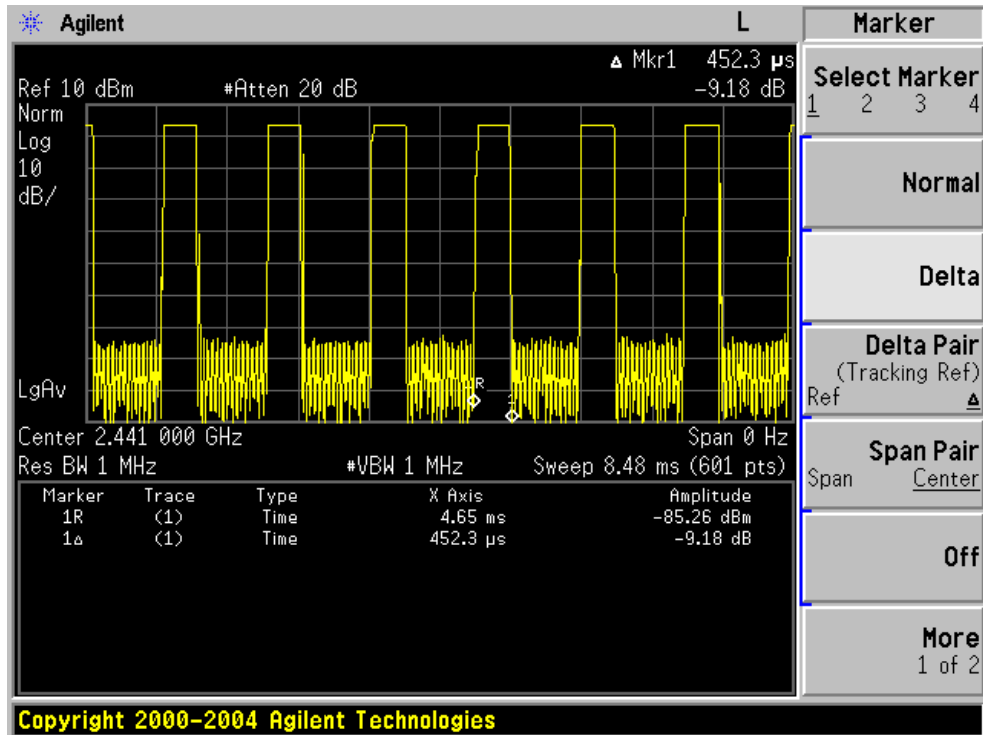 Agilent L Marker
Δ Mkr1 452.3 µs
Ref 10 dBm #Atten 20 dB -9.18 dB
Norm
Log
10
dB/
LgAv
R
1
Center 2.441 000 GHz Span 0 Hz
Res BW 1 MHz #VBW 1 MHz Sweep 8.48 ms (601 pts)
Marker Trace Type X Axis Amplitude
1R (1) Time 4.65 ms -85.26 dBm
1Δ (1) Time 452.3 µs -9.18 dB
Select Marker
1 2 3 4
Normal
Delta
Delta Pair
(Tracking Ref)
Ref Δ
Span Pair
Span Center
Off
More
1 of 2
Copyright 2000-2004 Agilent Technologies